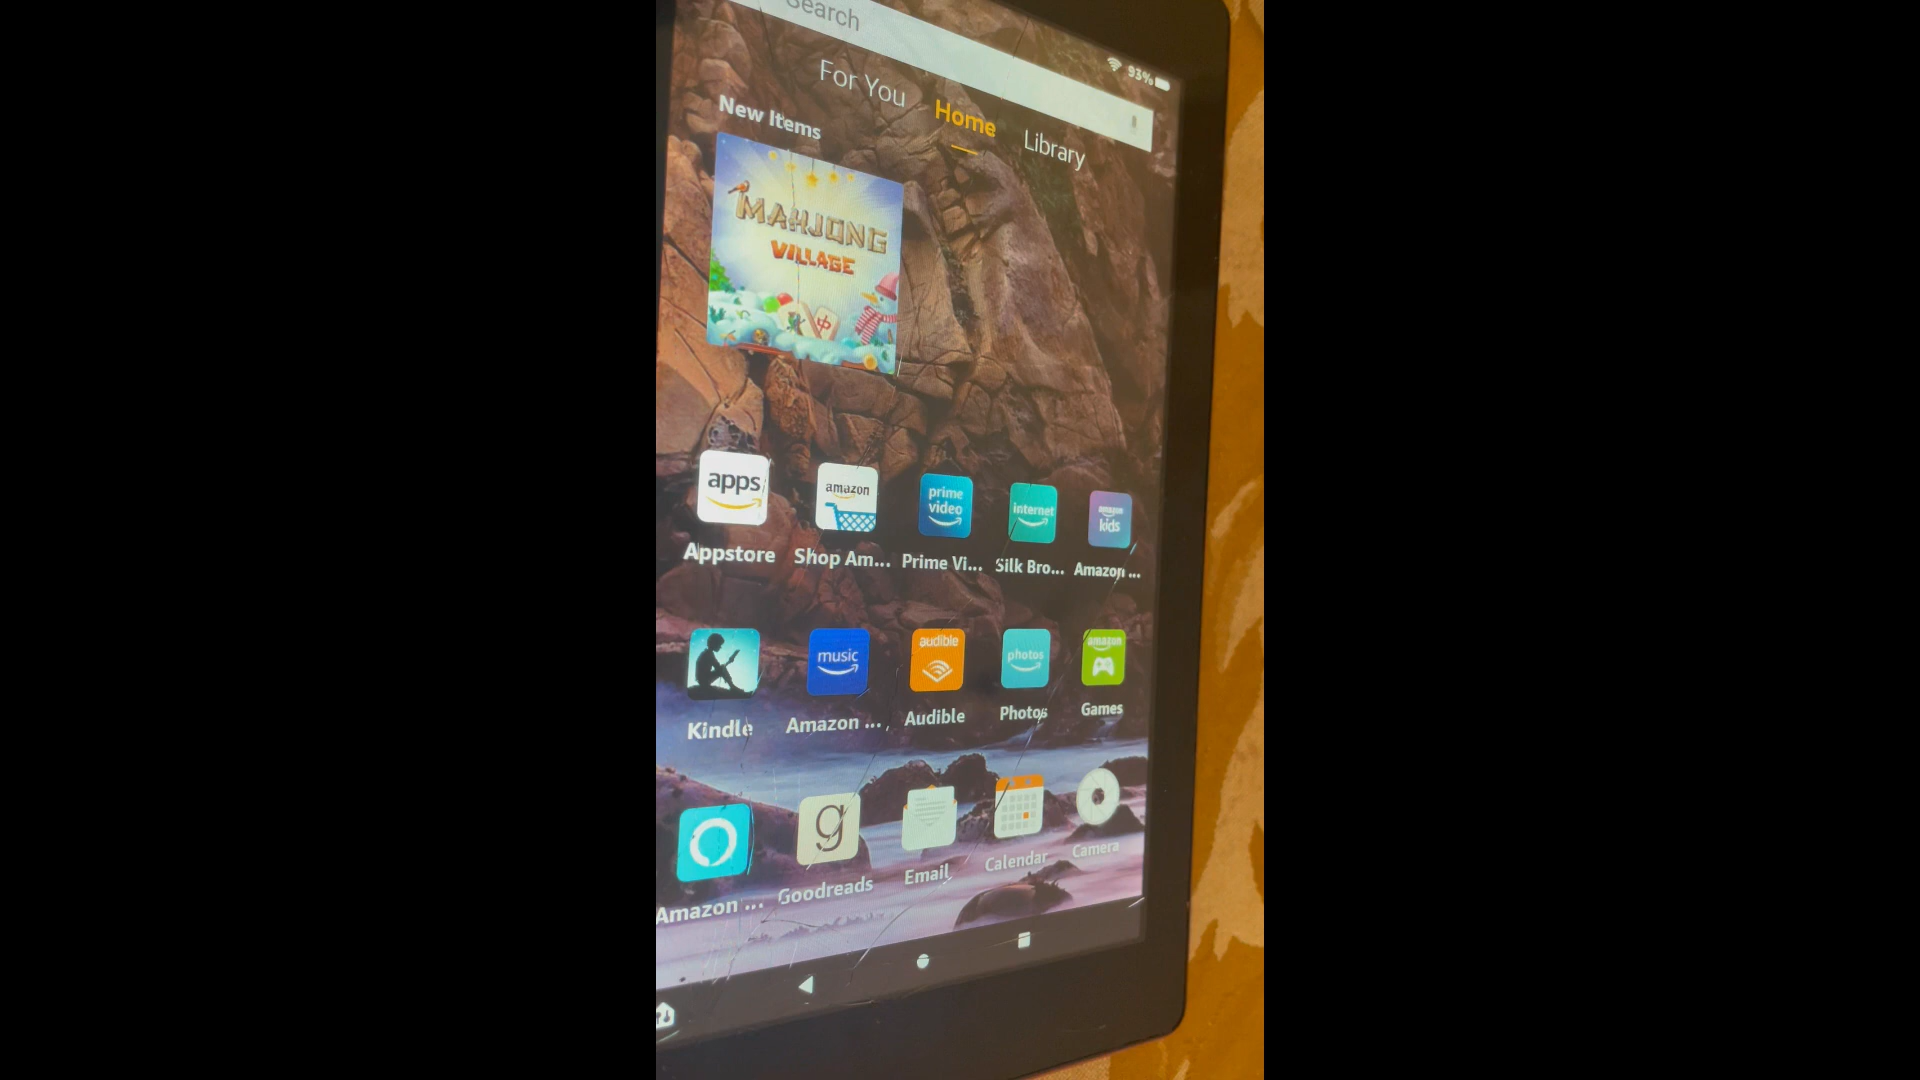 Search
93%
For You Home Library
New Items
MAHJONG
VILLAGE
中
apps
amazon
prime
video
internet
amazon
kids
Appstore Shop Am... Prime Vi... Silk Bro... Amazon ...
music
audible
photos
amazon
Kindle Amazon ... Audible Photos Games
g
Amazon ... Goodreads Email Calendar Camera